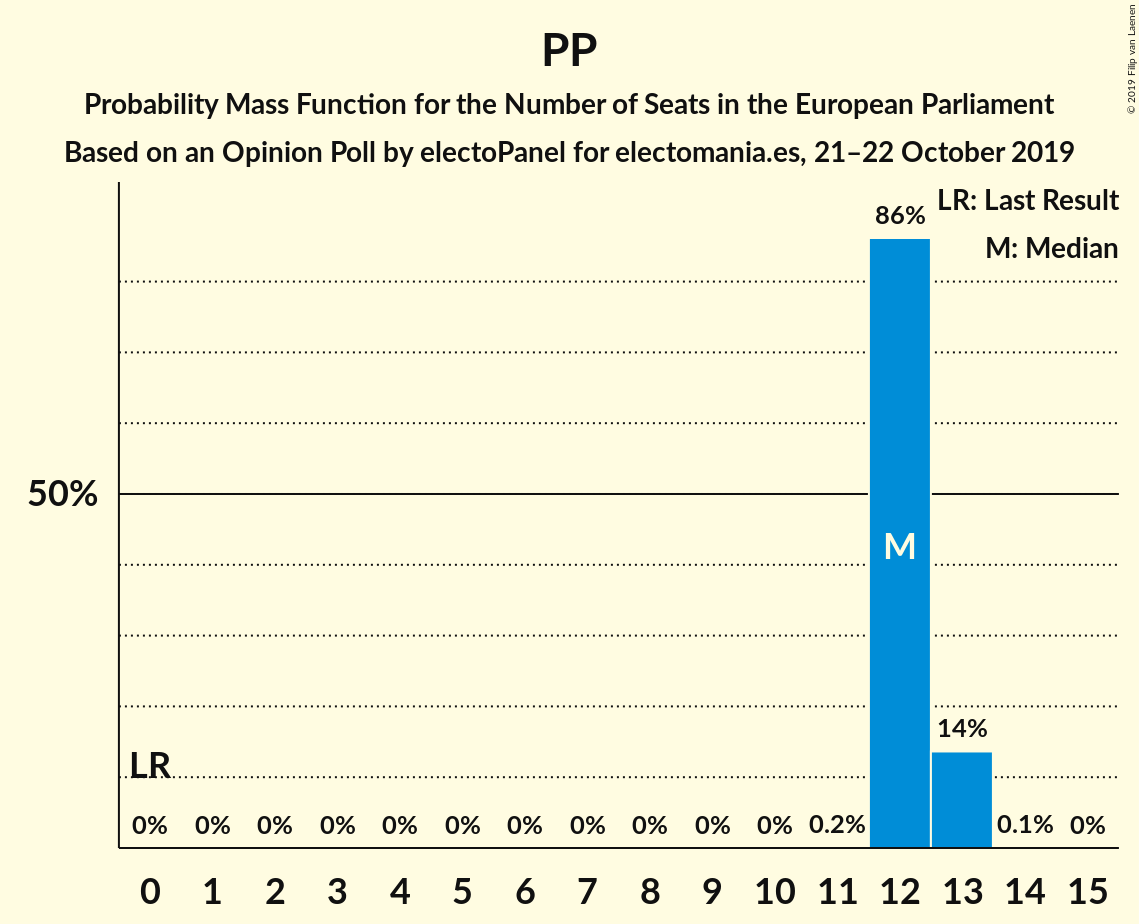 PP
Probability Mass Function for the Number of Seats in the European Parliament
Based on an Opinion Poll by electoPanel for electomania.es, 21–22 October 2019
© 2019 Filip van Laenen
LR: Last Result
M: Median
86%
50%
M
14%
LR
0% 0% 0% 0% 0% 0% 0% 0% 0% 0% 0% 0.2% 0.1% 0%
0 1 2 3 4 5 6 7 8 9 10 11 12 13 14 15